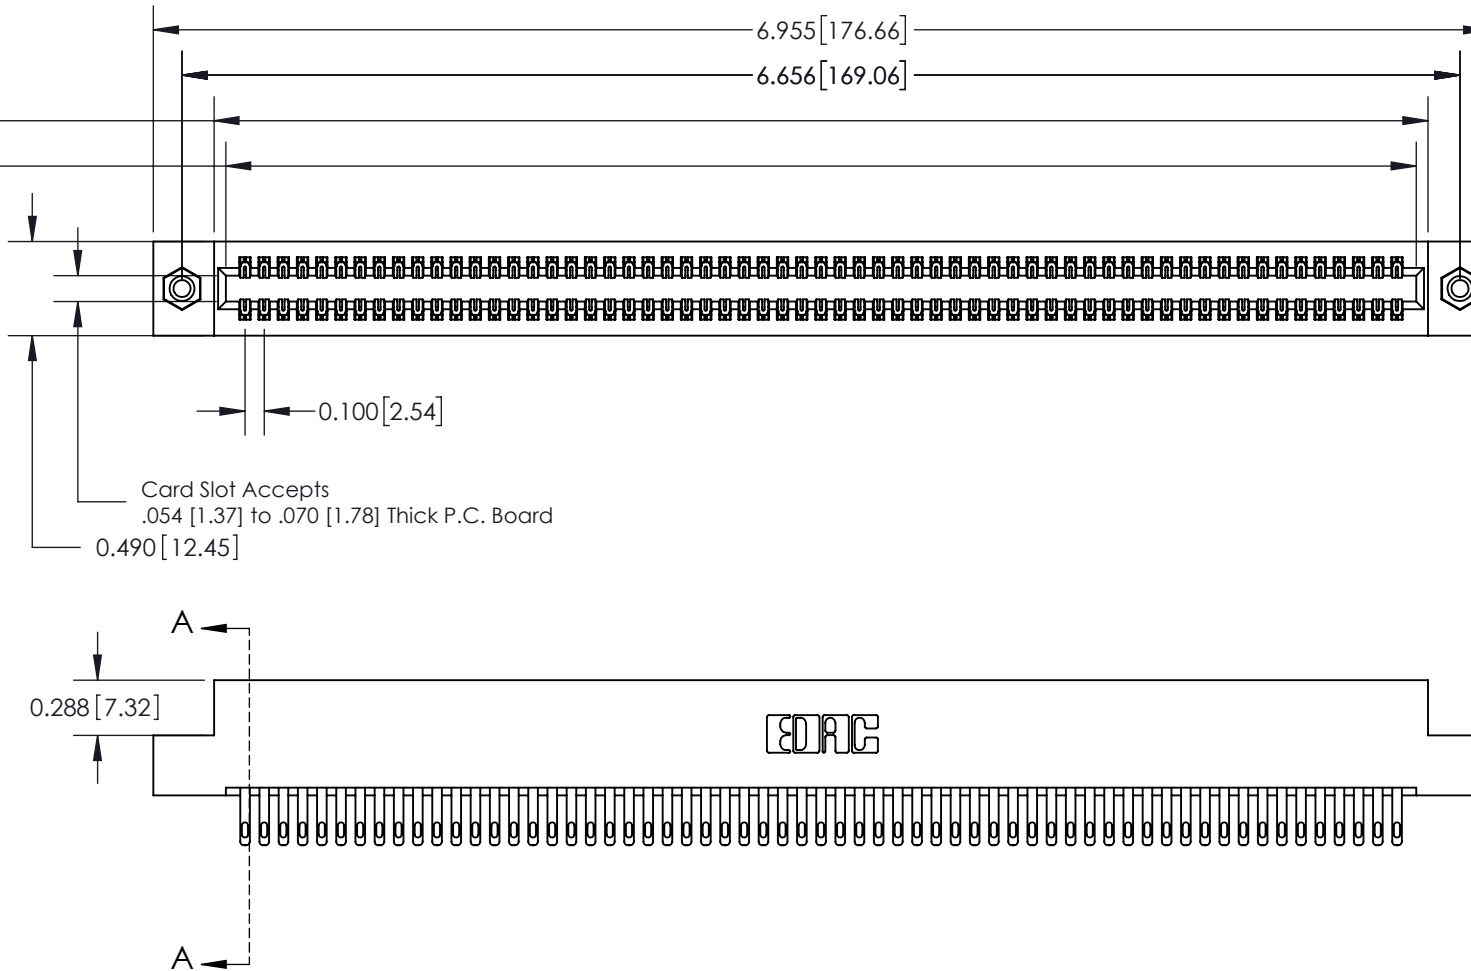 6.955[176.66]
6.656[169.06]
0.100[2.54]
Card Slot Accepts
.054 [1.37] to .070 [1.78] Thick P.C. Board
0.490[12.45]
A
0.288[7.32]
EDAC
A